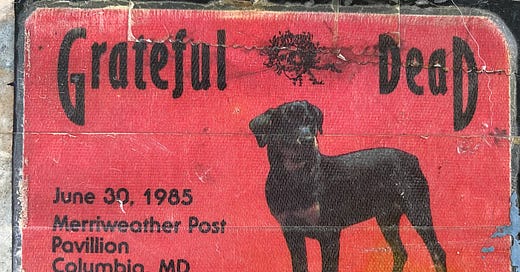 Grateful Dead
June 30, 1985
Merriweather Post
Pavillion
Columbia, MD